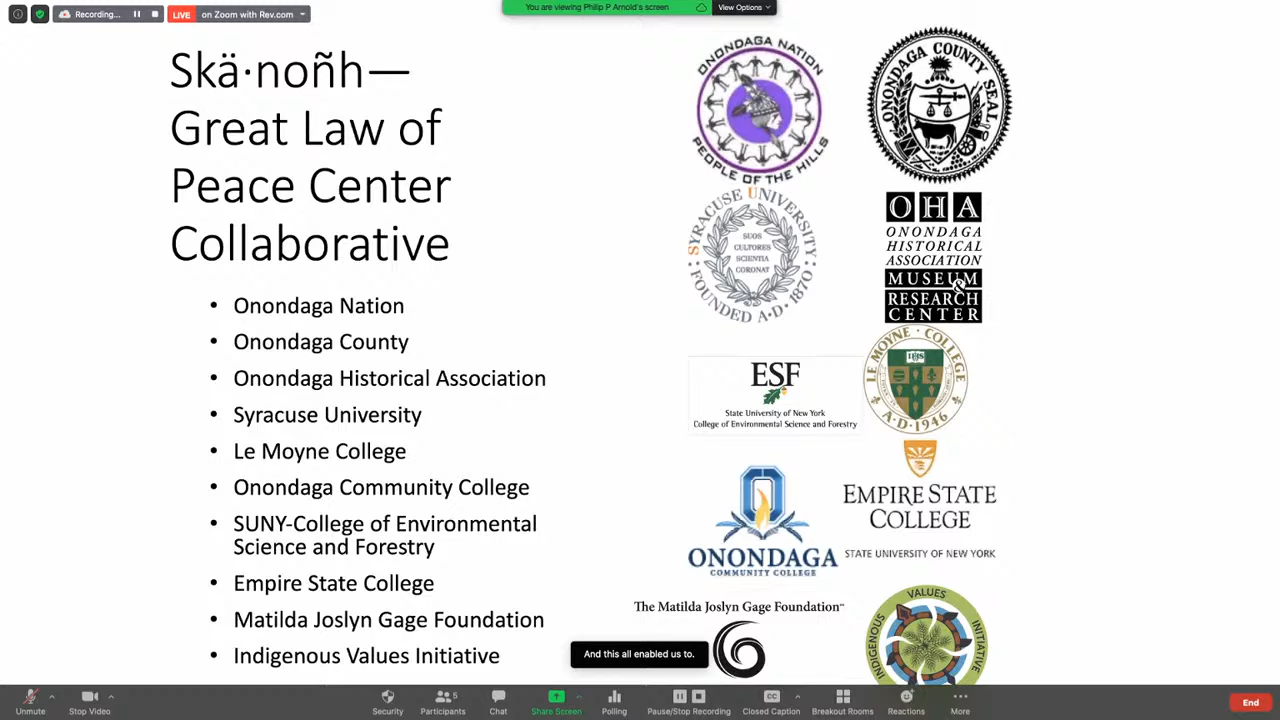 Recording...
LIVE
on Zoom with Rev.com
You are viewing Philip P Arnold's screen
View Options
Skä·noñh—
Great Law of
Peace Center
Collaborative
• Onondaga Nation
• Onondaga County
• Onondaga Historical Association
• Syracuse University
• Le Moyne College
• Onondaga Community College
• SUNY-College of Environmental
Science and Forestry
• Empire State College
• Matilda Joslyn Gage Foundation
• Indigenous Values Initiative
ONONDAGA NATION
PEOPLE OF THE HILLS
ONONDAGA COUNTY SEAL
SYRACUSE UNIVERSITY
SUOS
CULTORES
SCIENTIA
CORONAT
FOUNDED A·D·1870
OHA
ONONDAGA
HISTORICAL
ASSOCIATION
MUSEUM
&
RESEARCH
CENTER
ESF
State University of New York
College of Environmental Science and Forestry
LE MOYNE · COLLEGE
IHS
A·D·1946
O
ONONDAGA
COMMUNITY COLLEGE
EMPIRE STATE
COLLEGE
STATE UNIVERSITY OF NEW YORK
The Matilda Joslyn Gage Foundation™
INDIGENOUS VALUES INITIATIVE
And this all enabled us to.
Unmute
Stop Video
Security
Participants
5
Chat
Share Screen
Polling
Pause/Stop Recording
CC
Closed Caption
Breakout Rooms
Reactions
More
End